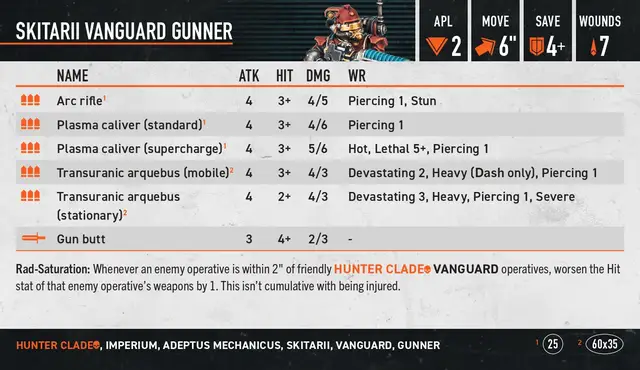 SKITARII VANGUARD GUNNER
APL
2
MOVE
6"
SAVE
4+
WOUNDS
7
NAME ATK HIT DMG WR
Arc rifle¹ 4 3+ 4/5 Piercing 1, Stun
Plasma caliver (standard)¹ 4 3+ 4/6 Piercing 1
Plasma caliver (supercharge)¹ 4 3+ 5/6 Hot, Lethal 5+, Piercing 1
Transuranic arquebus (mobile)² 4 3+ 4/3 Devastating 2, Heavy (Dash only), Piercing 1
Transuranic arquebus 4 2+ 4/3 Devastating 3, Heavy, Piercing 1, Severe
(stationary)²
Gun butt 3 4+ 2/3 -
Rad-Saturation: Whenever an enemy operative is within 2" of friendly HUNTER CLADE VANGUARD operatives, worsen the Hit
stat of that enemy operative's weapons by 1. This isn't cumulative with being injured.
HUNTER CLADE, IMPERIUM, ADEPTUS MECHANICUS, SKITARII, VANGUARD, GUNNER ¹ 25 ² 60x35